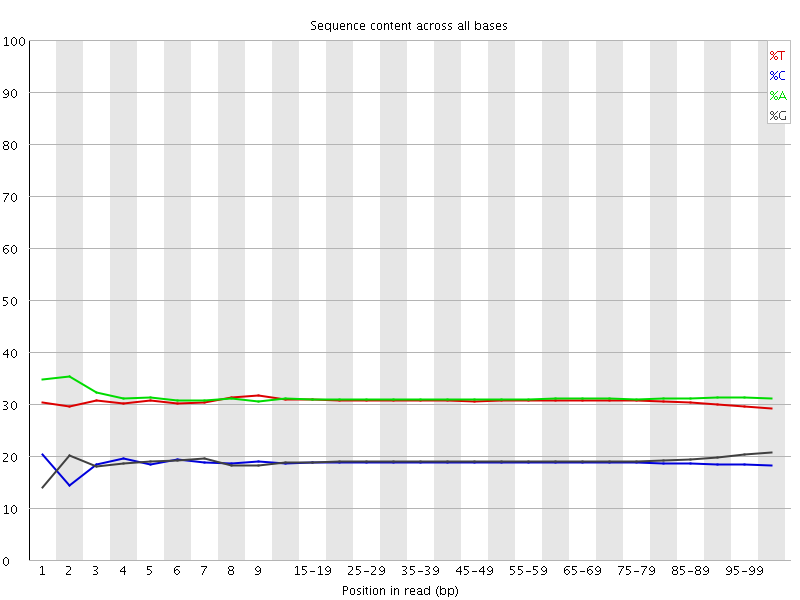 Sequence content across all bases
100
90
80
70
60
50
40
30
20
10
0
%T
%C
%A
%G
1 2 3 4 5 6 7 8 9 15-19 25-29 35-39 45-49 55-59 65-69 75-79 85-89 95-99
Position in read (bp)